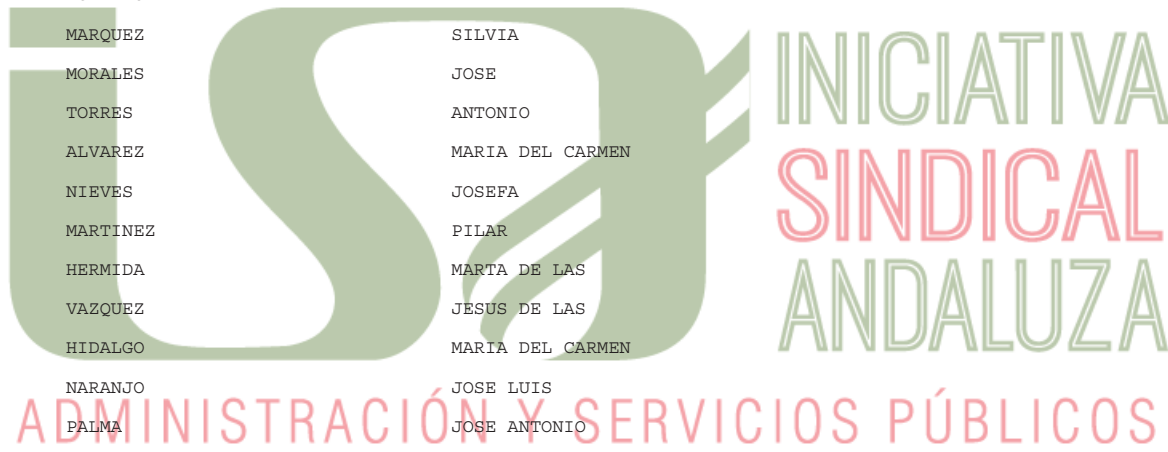 MARQUEZ SILVIA
MORALES JOSE
TORRES ANTONIO
ALVAREZ MARIA DEL CARMEN
NIEVES JOSEFA
MARTINEZ PILAR
HERMIDA MARTA DE LAS
VAZQUEZ JESUS DE LAS
HIDALGO MARIA DEL CARMEN
NARANJO JOSE LUIS
PALMA JOSE ANTONIO
isa
INICIATIVA
SINDICAL
ANDALUZA
ADMINISTRACIÓN Y SERVICIOS PÚBLICOS